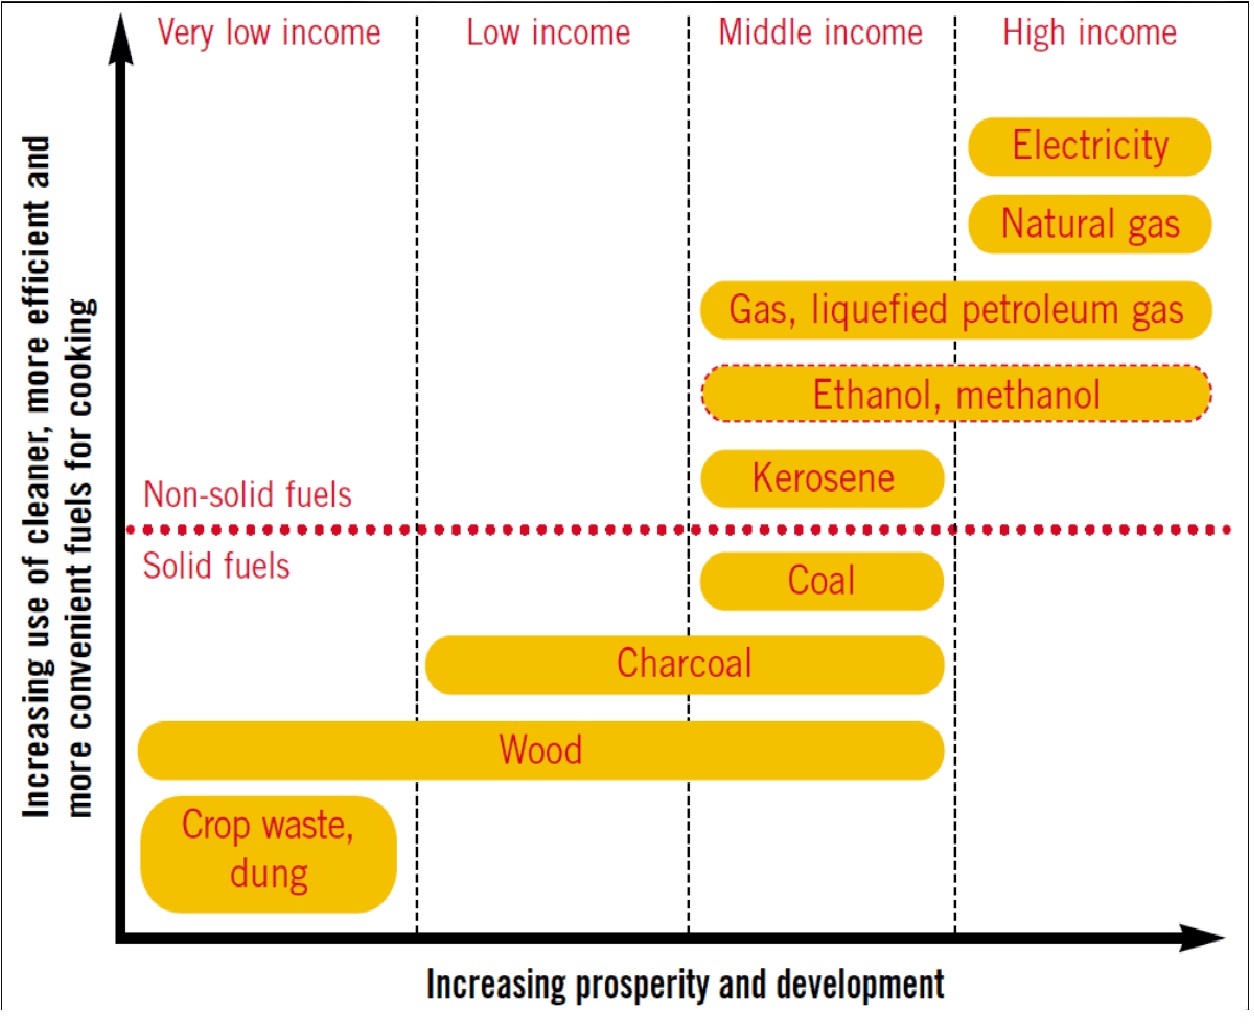 Very low income
Low income
Middle income
High income
Electricity
Natural gas
Gas, liquefied petroleum gas
Ethanol, methanol
Kerosene
Non-solid fuels
Solid fuels
Coal
Charcoal
Wood
Crop waste,
dung
Increasing use of cleaner, more efficient and
more convenient fuels for cooking
Increasing prosperity and development